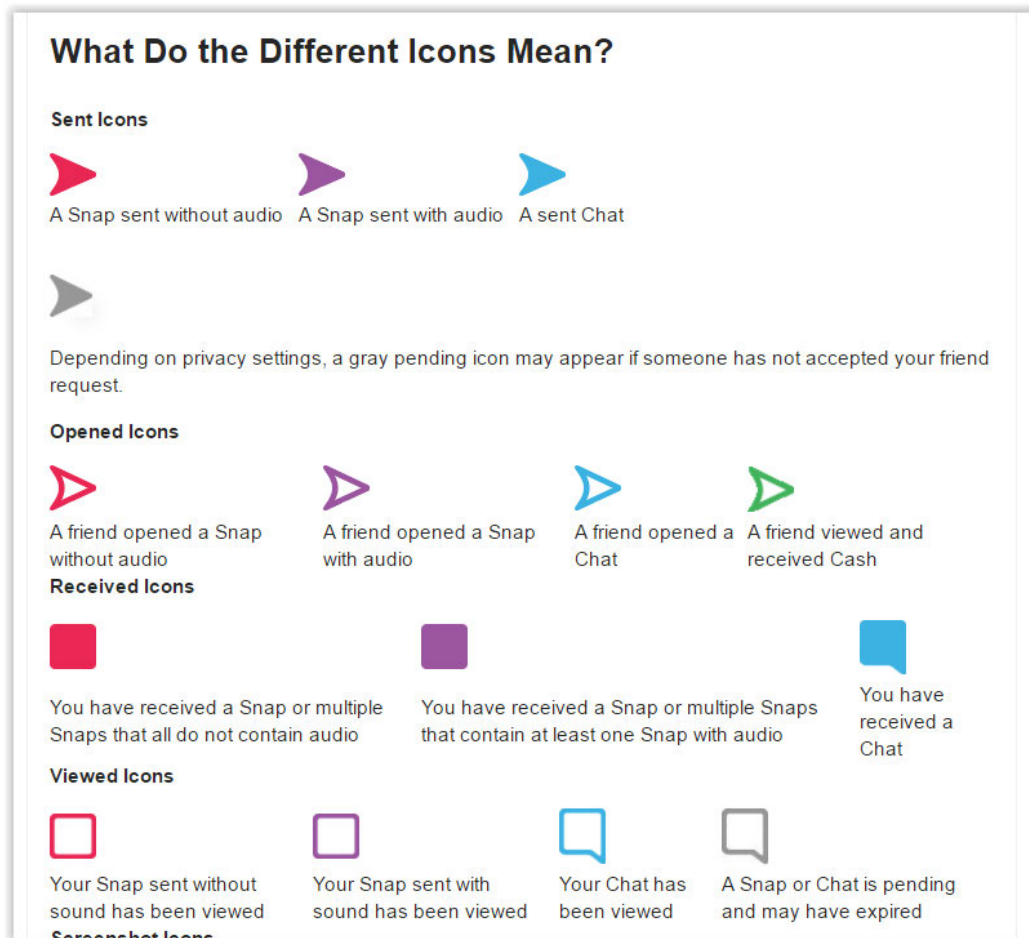 What Do the Different Icons Mean?
Sent Icons
A Snap sent without audio
A Snap sent with audio
A sent Chat
Depending on privacy settings, a gray pending icon may appear if someone has not accepted your friend
request.
Opened Icons
A friend opened a Snap
without audio
A friend opened a Snap
with audio
A friend opened a
Chat
A friend viewed and
received Cash
Received Icons
You have received a Snap or multiple
Snaps that all do not contain audio
You have received a Snap or multiple Snaps
that contain at least one Snap with audio
You have
received a
Chat
Viewed Icons
Your Snap sent without
sound has been viewed
Your Snap sent with
sound has been viewed
Your Chat has
been viewed
A Snap or Chat is pending
and may have expired
Screenshot Icons